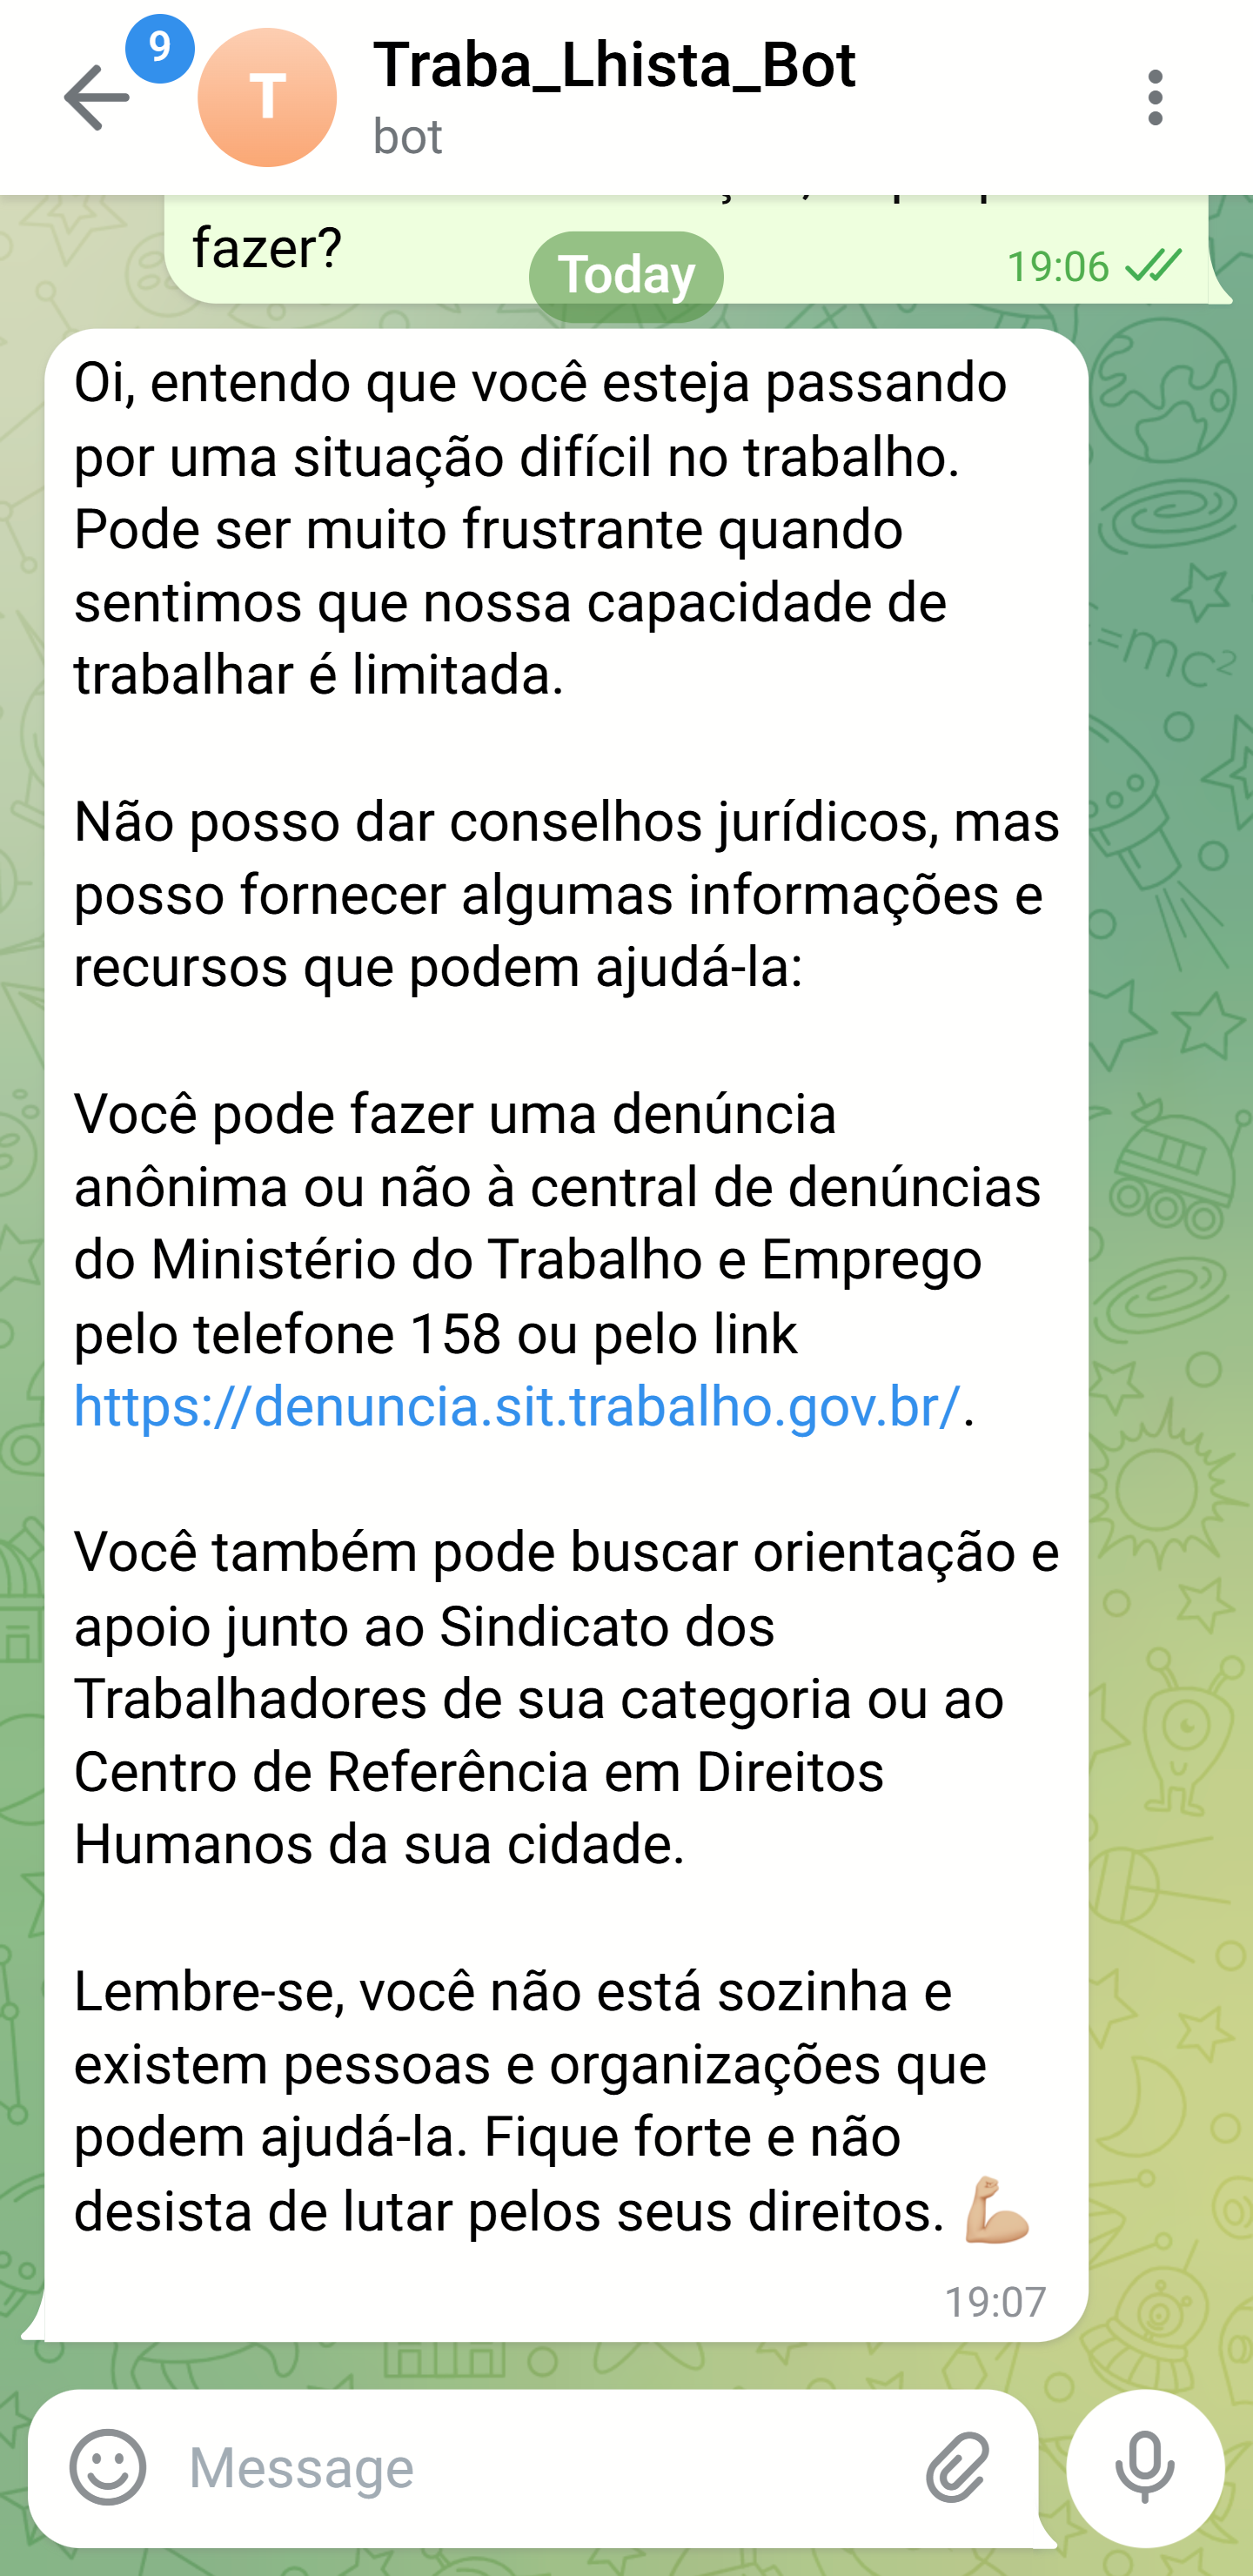 9
T
Traba_Lhista_Bot
bot
fazer?
19:06
Today
Oi, entendo que você esteja passando
por uma situação difícil no trabalho.
Pode ser muito frustrante quando
sentimos que nossa capacidade de
trabalhar é limitada.
Não posso dar conselhos jurídicos, mas
posso fornecer algumas informações e
recursos que podem ajudá-la:
Você pode fazer uma denúncia
anônima ou não à central de denúncias
do Ministério do Trabalho e Emprego
pelo telefone 158 ou pelo link
https://denuncia.sit.trabalho.gov.br/.
Você também pode buscar orientação e
apoio junto ao Sindicato dos
Trabalhadores de sua categoria ou ao
Centro de Referência em Direitos
Humanos da sua cidade.
Lembre-se, você não está sozinha e
existem pessoas e organizações que
podem ajudá-la. Fique forte e não
desista de lutar pelos seus direitos. 💪🏼
19:07
Message
=mc²